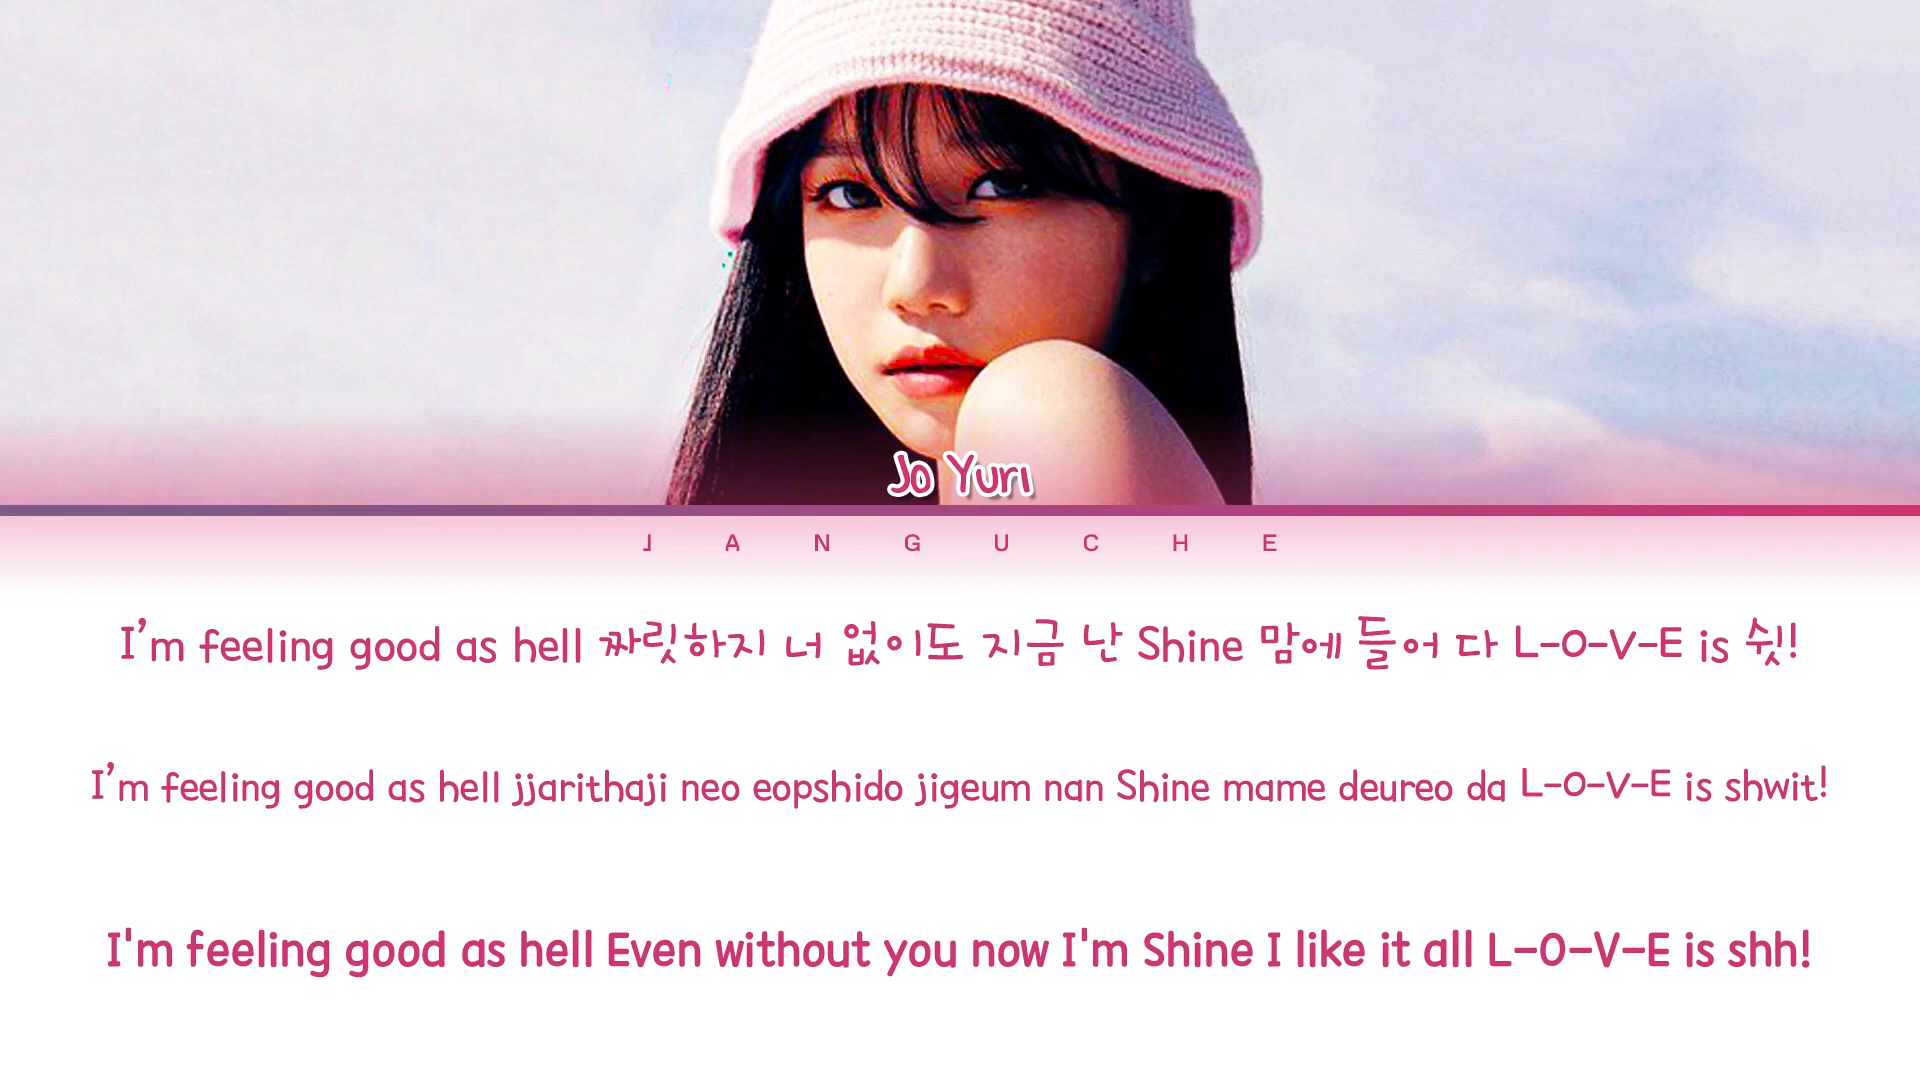 Jo Yuri
JANGUCHE
I’m feeling good as hell 짜릿하지 너 없이도 지금 난 Shine 맘에 들어 다 L-O-V-E is 쉿!
I’m feeling good as hell jjarithaji neo eopshido jigeum nan Shine mame deureo da L-O-V-E is shwit!
I'm feeling good as hell Even without you now I'm Shine I like it all L-O-V-E is shh!